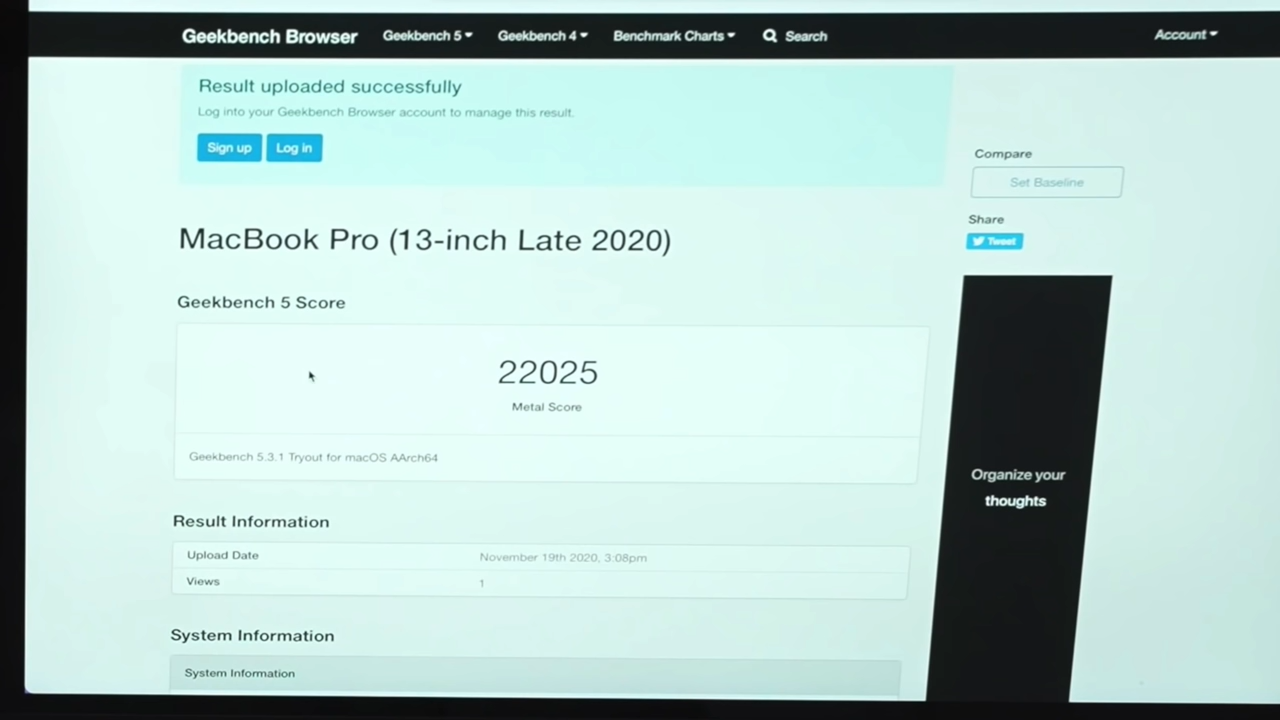 Geekbench Browser Geekbench 5 Geekbench 4 Benchmark Charts Search Account
Result uploaded successfully
Log into your Geekbench Browser account to manage this result.
Sign up Log in
Compare
Set Baseline
Share
Tweet
MacBook Pro (13-inch Late 2020)
Geekbench 5 Score
22025
Metal Score
Geekbench 5.3.1 Tryout for macOS AArch64
Organize your
thoughts
Result Information
Upload Date November 19th 2020, 3:08pm
Views 1
System Information
System Information